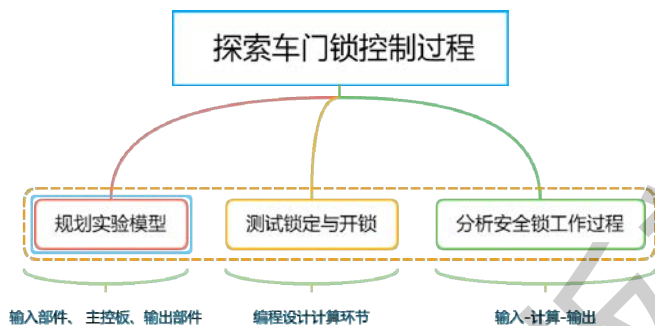 探索车门锁控制过程
规划实验模型
测试锁定与开锁
分析安全锁工作过程
输入部件、主控板、输出部件
编程设计计算环节
输入-计算-输出